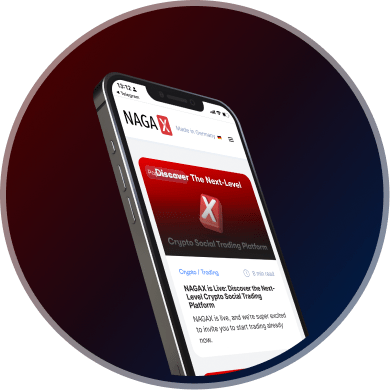 13:12
Telegram
NAGA X
Made in Germany
Discover The Next-Level
X
Crypto Social Trading Platform
Crypto / Trading
6 min read
NAGAX is Live: Discover the Next-
Level Crypto Social Trading
Platform
NAGAX is live, and we're super excited
to invite you to start trading already
now.